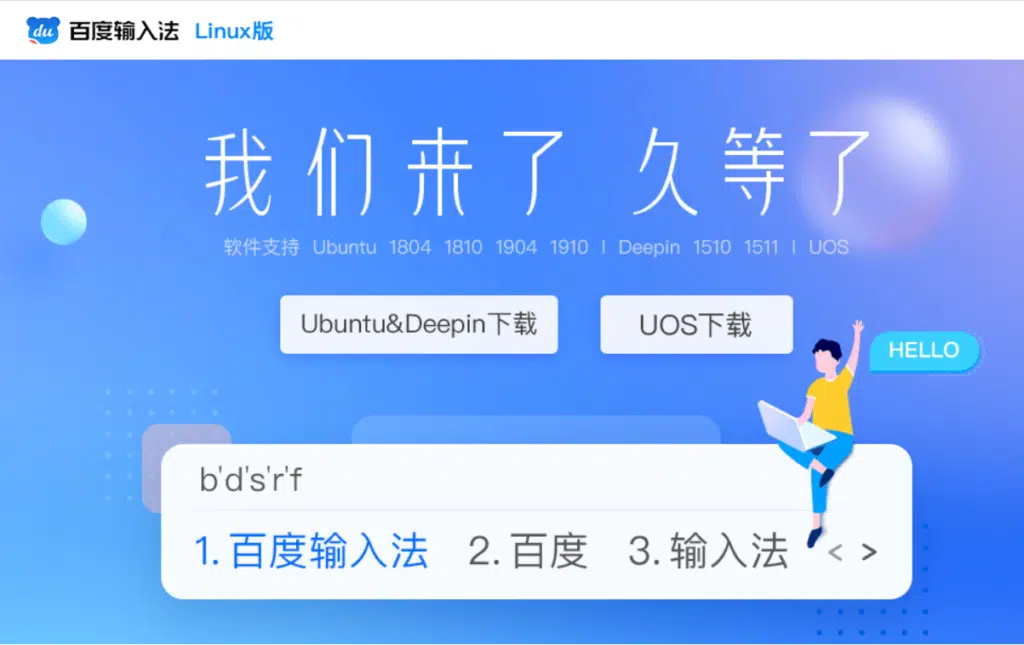 du 百度输入法 Linux版
我们来了 久等了
软件支持 Ubuntu 1804 1810 1904 1910 | Deepin 1510 1511 | UOS
Ubuntu&Deepin下载 UOS下载
HELLO
b'd's'r'f
1. 百度输入法 2. 百度 3. 输入法 < >